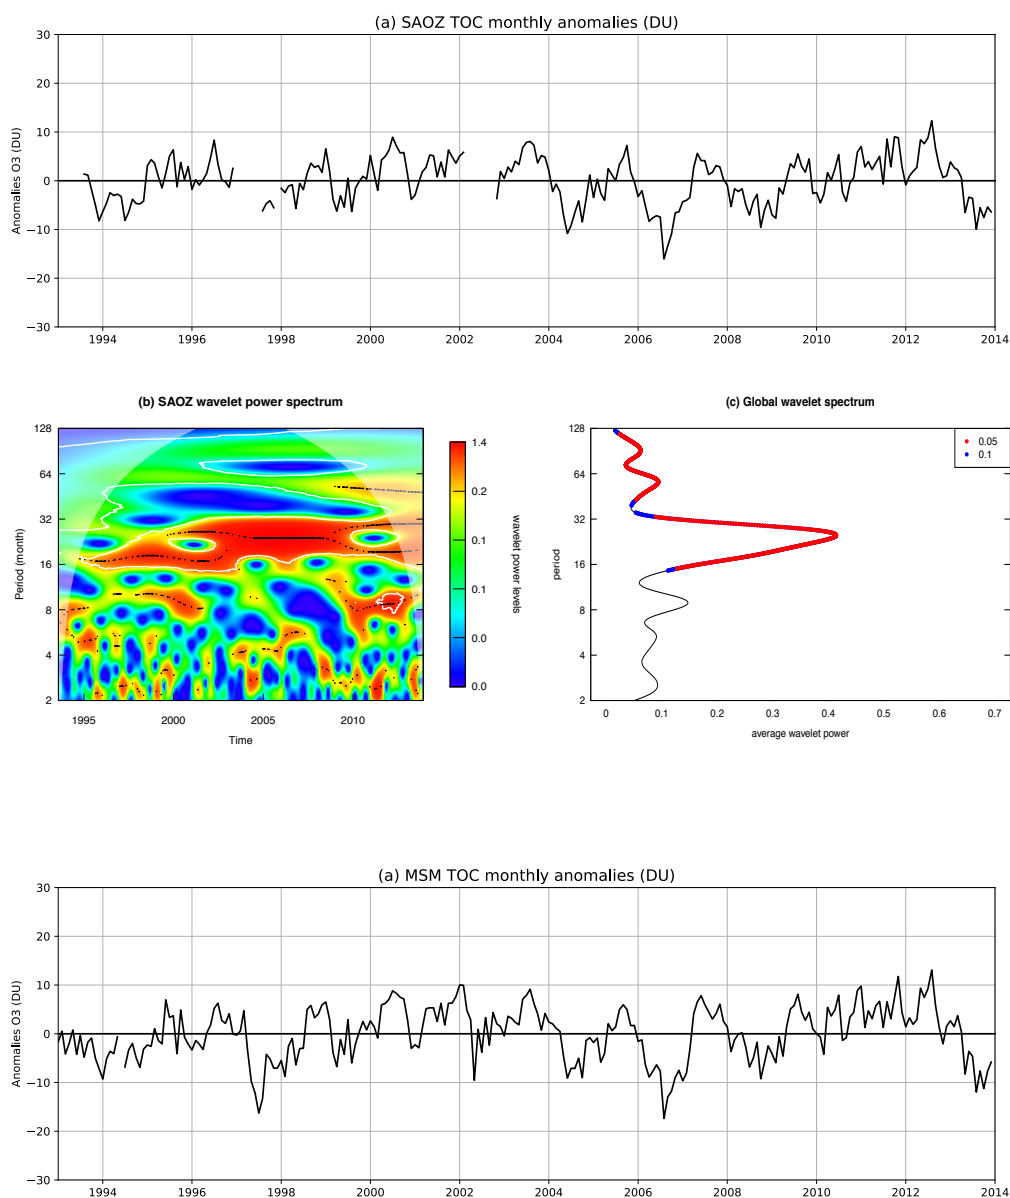 (a) SAOZ TOC monthly anomalies (DU)
30
20
10
0
−10
−20
−30
Anomalies O3 (DU)
1994 1996 1998 2000 2002 2004 2006 2008 2010 2012 2014
(b) SAOZ wavelet power spectrum
128
64
32
16
8
4
2
Period (month)
1995 2000 2005 2010
Time
1.4
0.2
0.1
0.1
0.0
0.0
wavelet power levels
(c) Global wavelet spectrum
0.05
0.1
128
64
32
16
8
4
2
period
0 0.1 0.2 0.3 0.4 0.5 0.6 0.7
average wavelet power
(a) MSM TOC monthly anomalies (DU)
30
20
10
0
−10
−20
−30
Anomalies O3 (DU)
1994 1996 1998 2000 2002 2004 2006 2008 2010 2012 2014